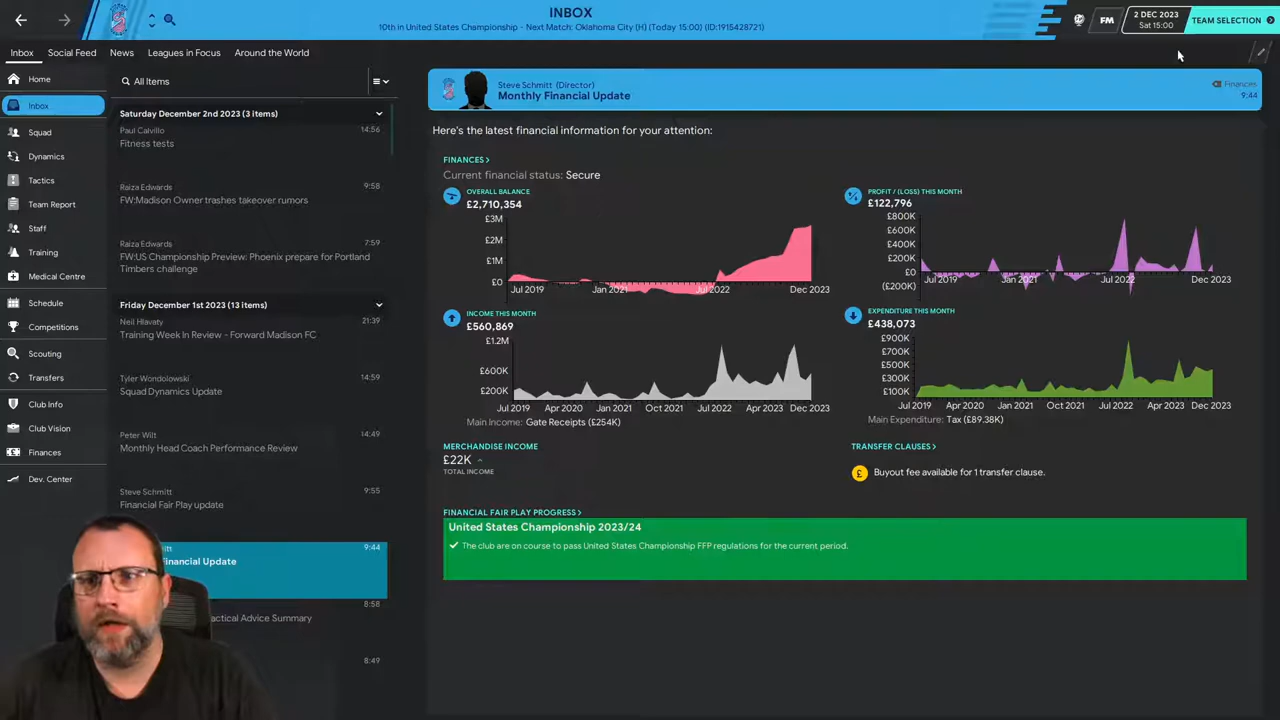 INBOX
10th in United States Championship - Next Match: Oklahoma City (H) (Today 15:00) (ID:1915428721)
FM
2 DEC 2023
Sat 15:00
TEAM SELECTION
Inbox
Social Feed
News
Leagues in Focus
Around the World
Home
Inbox
Squad
Dynamics
Tactics
Team Report
Staff
Training
Medical Centre
Schedule
Competitions
Scouting
Transfers
Club Info
Club Vision
Finances
Dev. Center
All Items
Saturday December 2nd 2023 (3 items)
Paul Calvillo
14:56
Fitness tests
Raiza Edwards
9:58
FW:Madison Owner trashes takeover rumors
Raiza Edwards
7:59
FW:US Championship Preview: Phoenix prepare for Portland
Timbers challenge
Friday December 1st 2023 (13 items)
Neil Hlavaty
21:39
Training Week In Review - Forward Madison FC
Tyler Wondolowski
14:59
Squad Dynamics Update
Peter Wilt
14:49
Monthly Head Coach Performance Review
Steve Schmitt
9:55
Financial Fair Play update
9:44
Financial Update
8:58
actical Advice Summary
8:49
Steve Schmitt (Director)
Monthly Financial Update
Finances
9:44
Here's the latest financial information for your attention:
FINANCES >
Current financial status: Secure
OVERALL BALANCE
£2,710,354
£3M
£2M
£1M
£0
Jul 2019
Jan 2021
Jul 2022
Dec 2023
PROFIT / (LOSS) THIS MONTH
£122,796
£800K
£600K
£400K
£200K
£0
(£200K)
Jul 2019
Jan 2021
Jul 2022
Dec 2023
INCOME THIS MONTH
£560,869
£1.2M
£600K
£200K
Jul 2019
Apr 2020
Jan 2021
Oct 2021
Jul 2022
Apr 2023
Dec 2023
Main Income: Gate Receipts (£254K)
EXPENDITURE THIS MONTH
£438,073
£900K
£700K
£500K
£300K
£100K
Jul 2019
Apr 2020
Jan 2021
Oct 2021
Jul 2022
Apr 2023
Dec 2023
Main Expenditure: Tax (£89.38K)
MERCHANDISE INCOME
£22K
TOTAL INCOME
TRANSFER CLAUSES >
£
Buyout fee available for 1 transfer clause.
FINANCIAL FAIR PLAY PROGRESS >
United States Championship 2023/24
The club are on course to pass United States Championship FFP regulations for the current period.